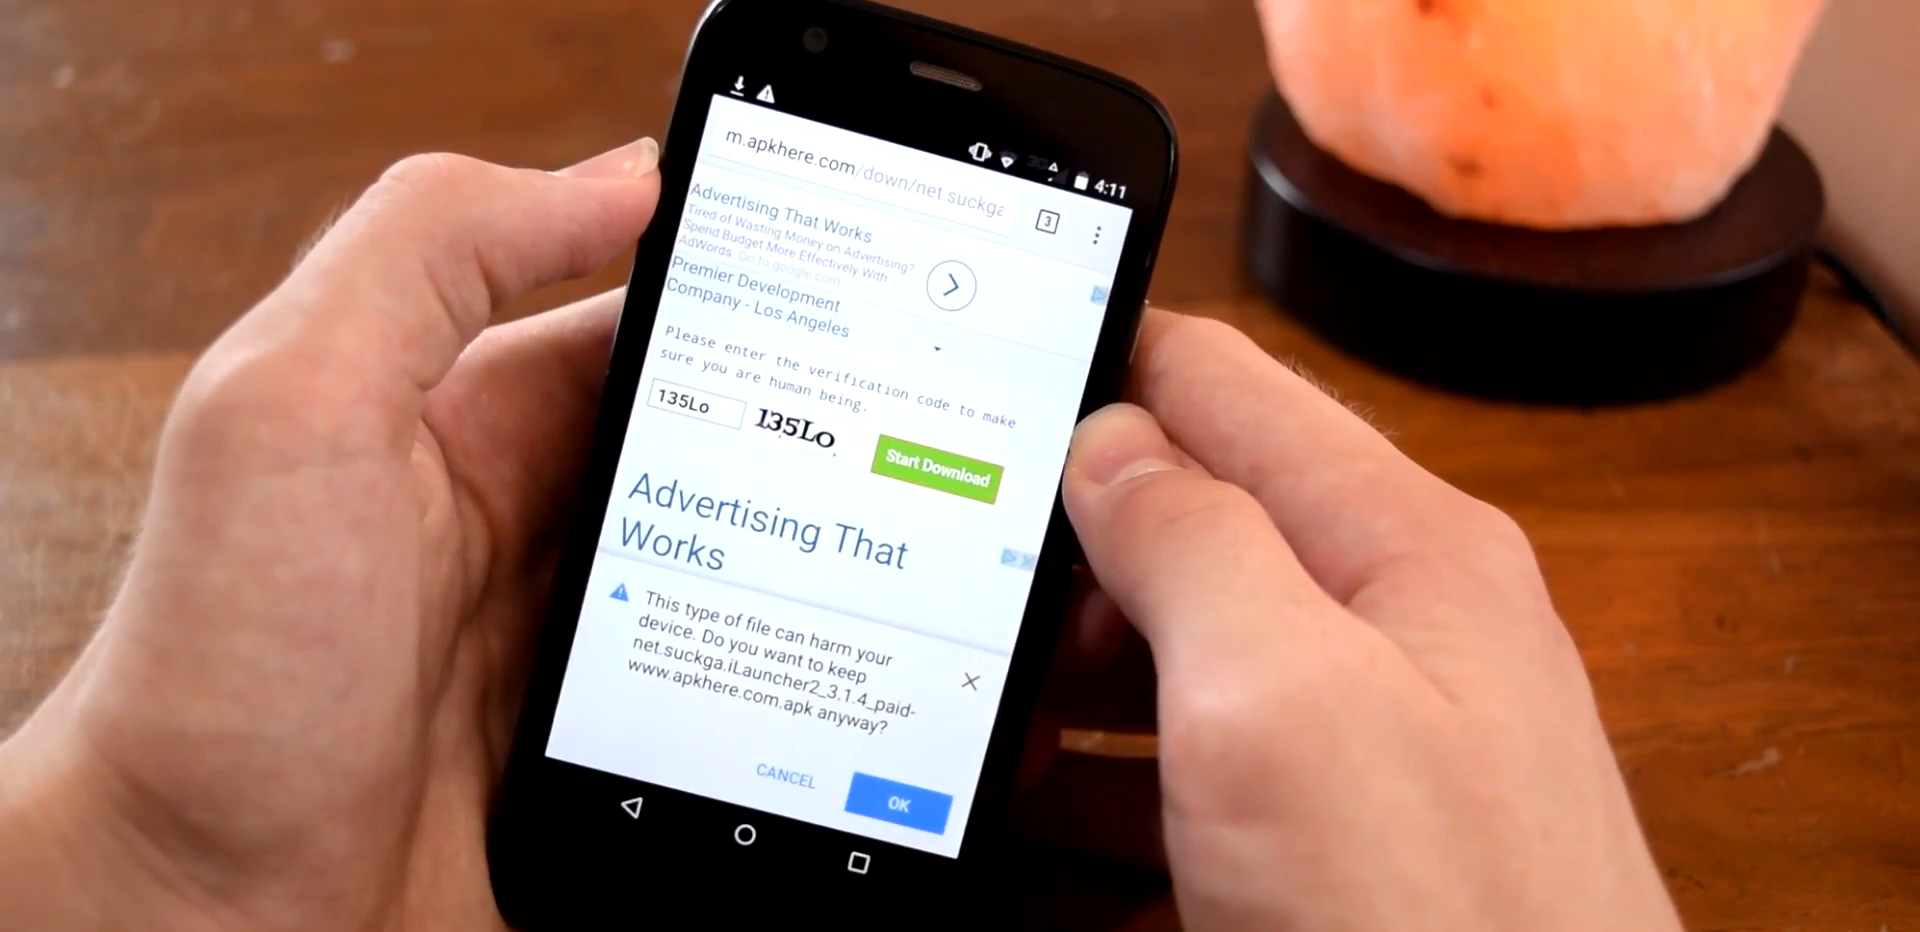 4:11
m.apkhere.com/down/net.suckga
3
Advertising That Works
Tired of Wasting Money on Advertising?
Spend Budget More Effectively With
AdWords. Go to google.com
Premier Development
Company - Los Angeles
Please enter the verification code to make
sure you are human being.
135Lo
135Lo
Start Download
Advertising That
Works
This type of file can harm your
device. Do you want to keep
net.suckga.iLauncher2_3.1.4_paid-
www.apkhere.com.apk anyway?
CANCEL
OK